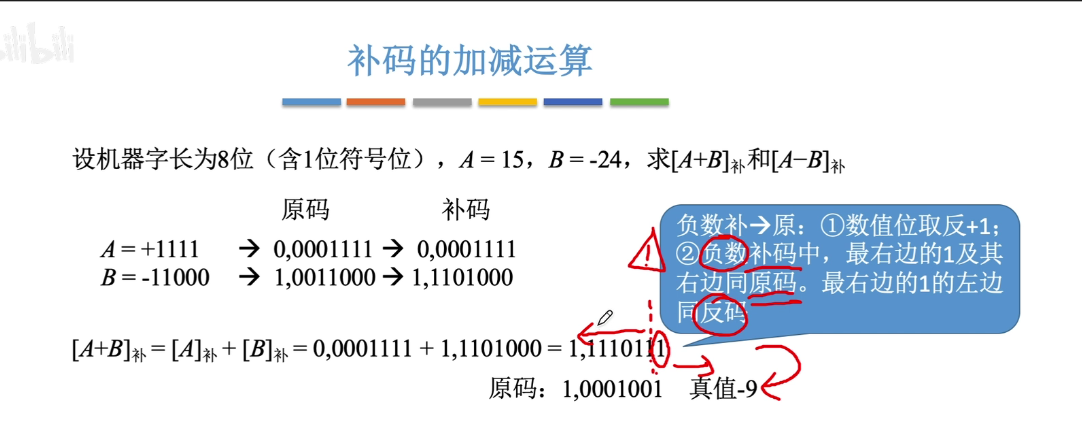 bilibili
补码的加减运算
设机器字长为8位（含1位符号位），A = 15，B = -24，求[A+B]补和[A−B]补
原码 补码
A = +1111 → 0,0001111 → 0,0001111
B = -11000 → 1,0011000 → 1,1101000
负数补→原：①数值位取反+1；
②负数补码中，最右边的1及其
右边同原码。最右边的1的左边
同反码
[A+B]补 = [A]补 + [B]补 = 0,0001111 + 1,1101000 = 1,1110111
原码：1,0001001 真值-9